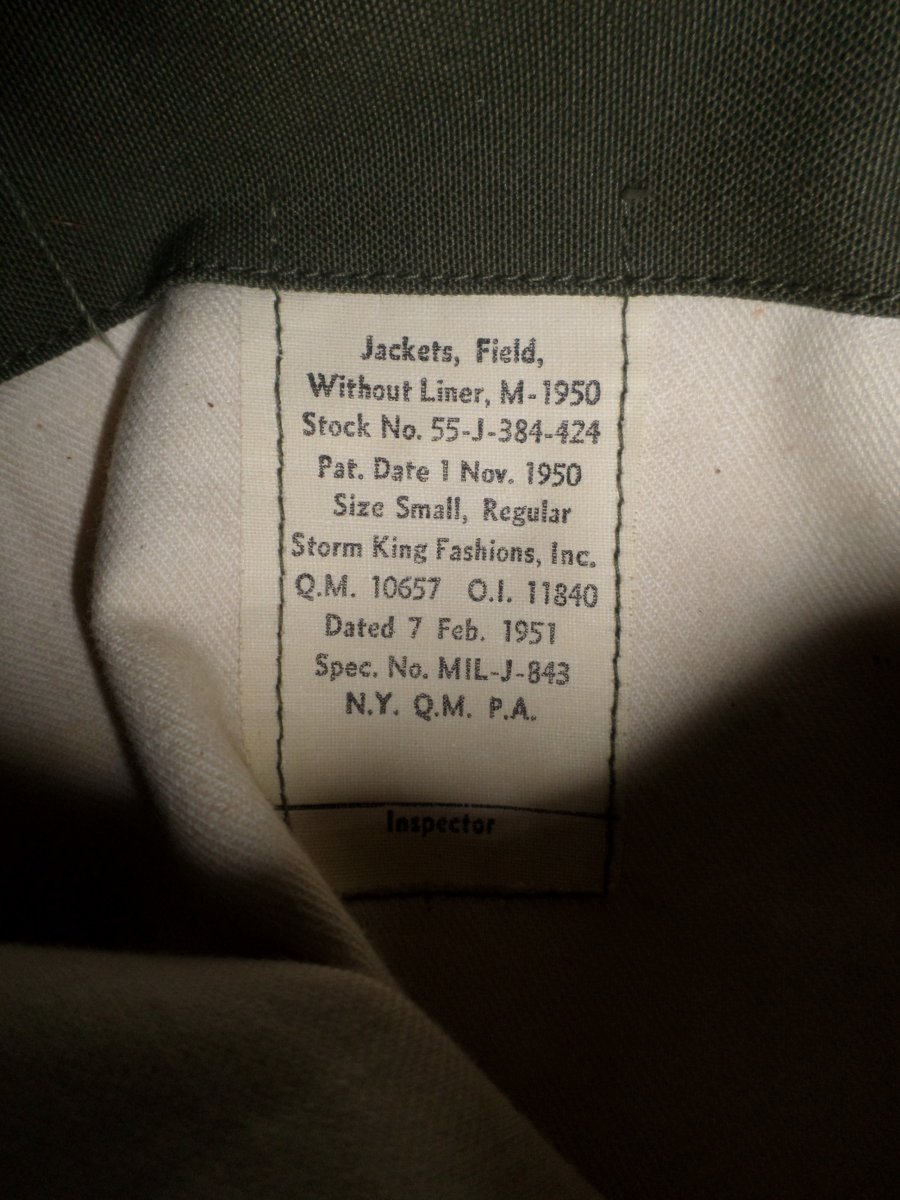 Jackets, Field,
Without Liner, M-1950
Stock No. 55-J-384-424
Pat. Date 1 Nov. 1950
Size Small, Regular
Storm King Fashions, Inc.
Q.M. 10657 O.I. 11840
Dated 7 Feb. 1951
Spec. No. MIL-J-843
N.Y. Q.M. P.A.
Inspector